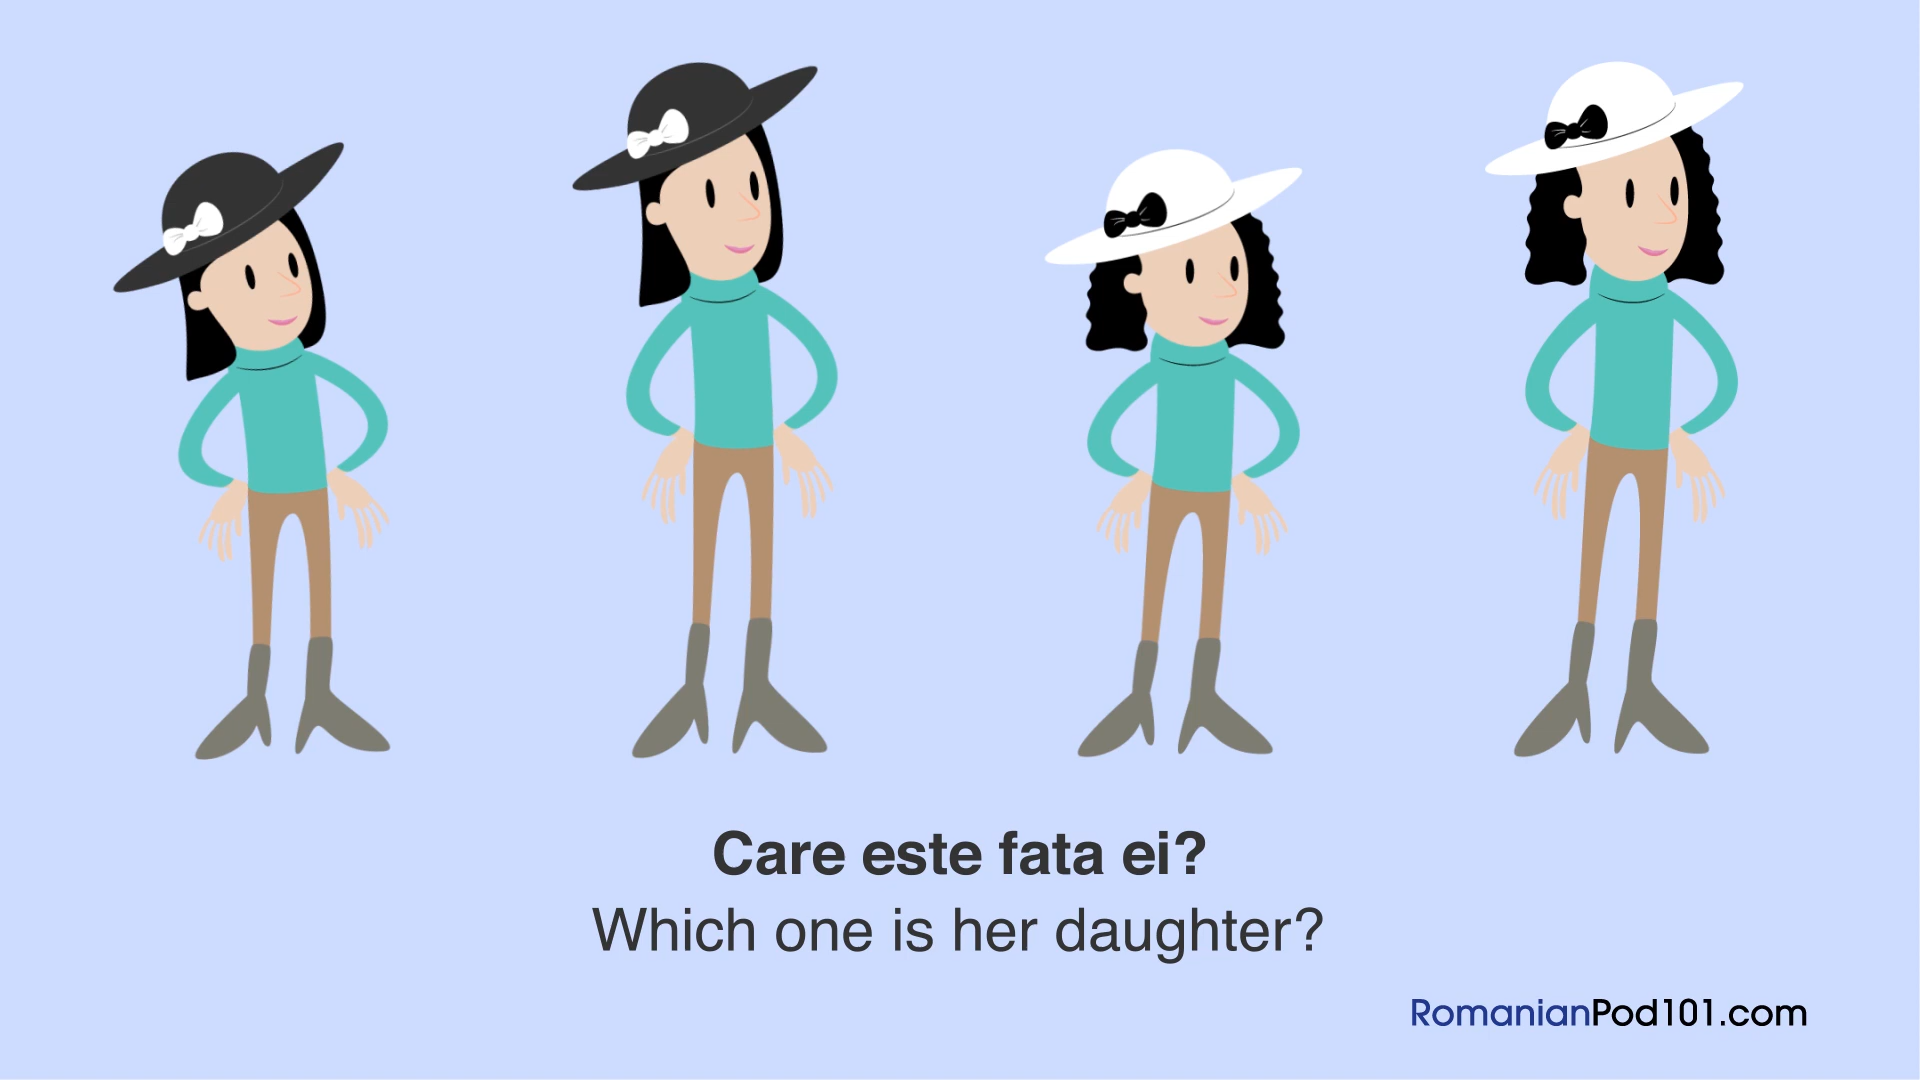 Care este fata ei?
Which one is her daughter?
RomanianPod101.com